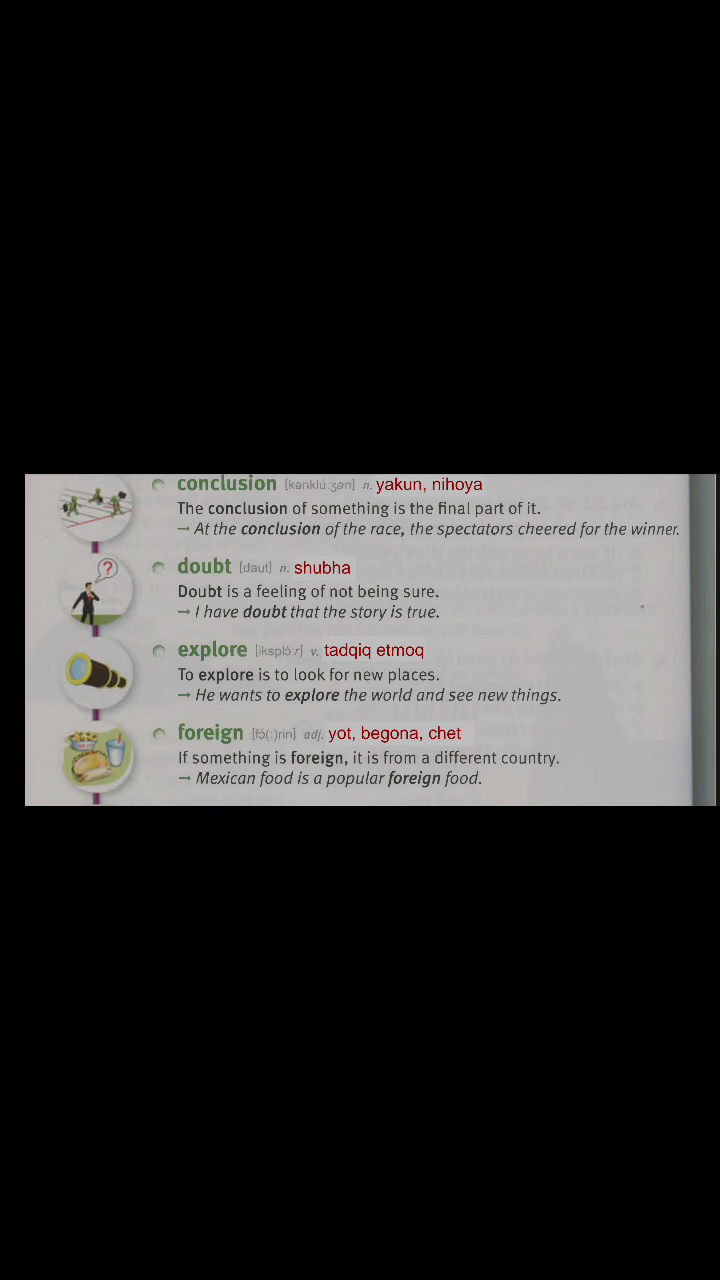 conclusion [kənklúːʒən] n. yakun, nihoya
The conclusion of something is the final part of it.
→ At the conclusion of the race, the spectators cheered for the winner.
doubt [daut] n. shubha
Doubt is a feeling of not being sure.
→ I have doubt that the story is true.
explore [iksplɔ́ːr] v. tadqiq etmoq
To explore is to look for new places.
→ He wants to explore the world and see new things.
foreign [fɔ́(ː)rin] adj. yot, begona, chet
If something is foreign, it is from a different country.
→ Mexican food is a popular foreign food.
?